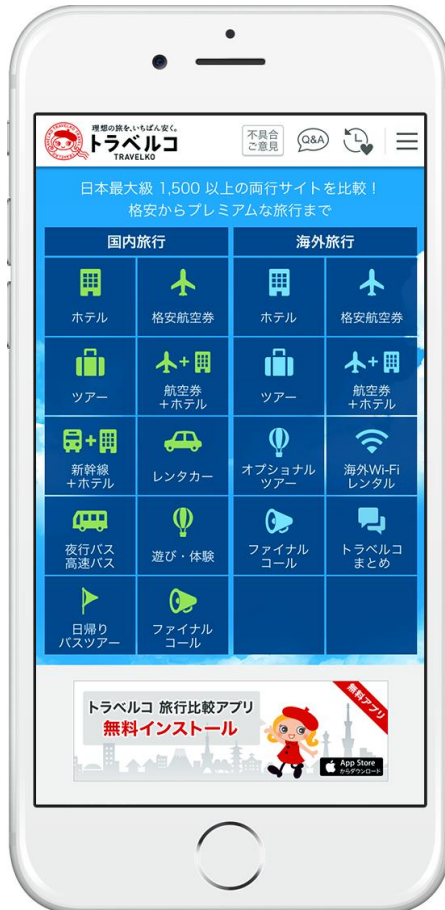 理想の旅を、いちばん安く。
トラベルコ
TRAVELKO
不具合
ご意見
Q&A
日本最大級 1,500 以上の両行サイトを比較！
格安からプレミアムな旅行まで
国内旅行
海外旅行
ホテル
格安航空券
ホテル
格安航空券
ツアー
航空券
+ホテル
ツアー
航空券
+ホテル
新幹線
+ホテル
レンタカー
オプショナル
ツアー
海外Wi-Fi
レンタル
夜行バス
高速バス
遊び・体験
ファイナル
コール
トラベルコ
まとめ
日帰り
バスツアー
ファイナル
コール
トラベルコ 旅行比較アプリ
無料インストール
無料アプリ
App Store
からダウンロード